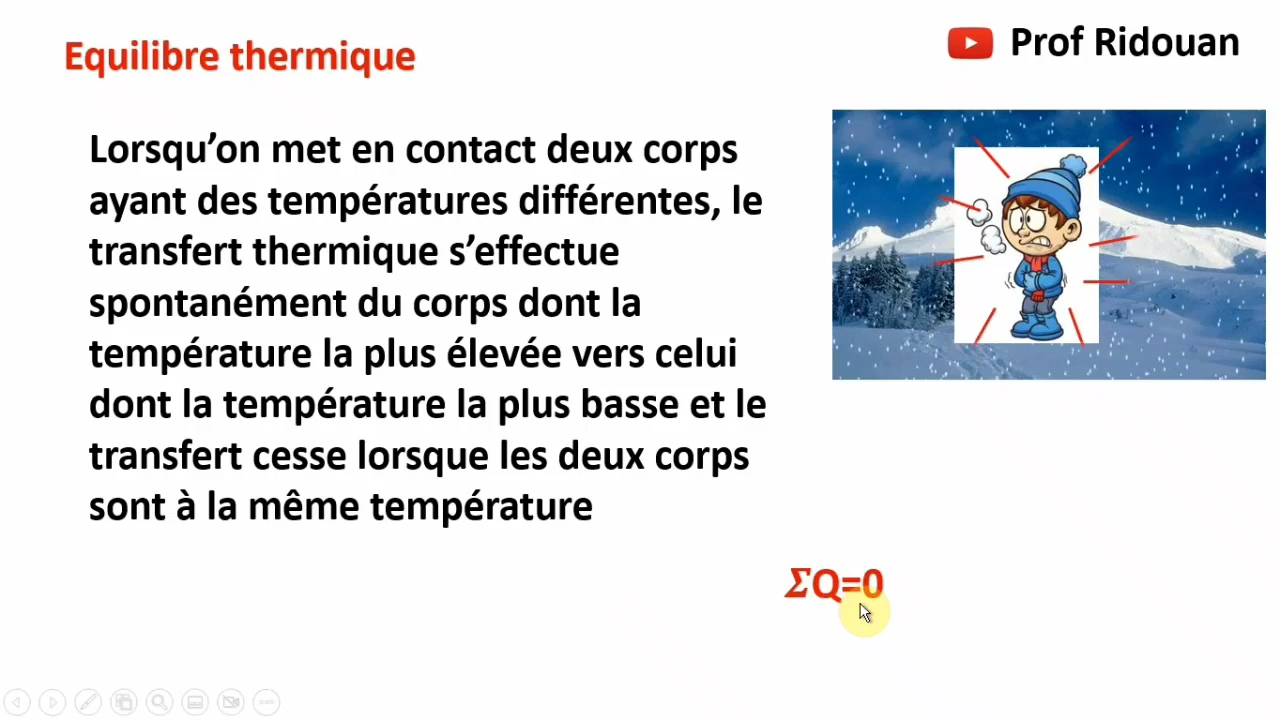 Equilibre thermique
Prof Ridouan
Lorsqu’on met en contact deux corps
ayant des températures différentes, le
transfert thermique s’effectue
spontanément du corps dont la
température la plus élevée vers celui
dont la température la plus basse et le
transfert cesse lorsque les deux corps
sont à la même température
ΣQ=0